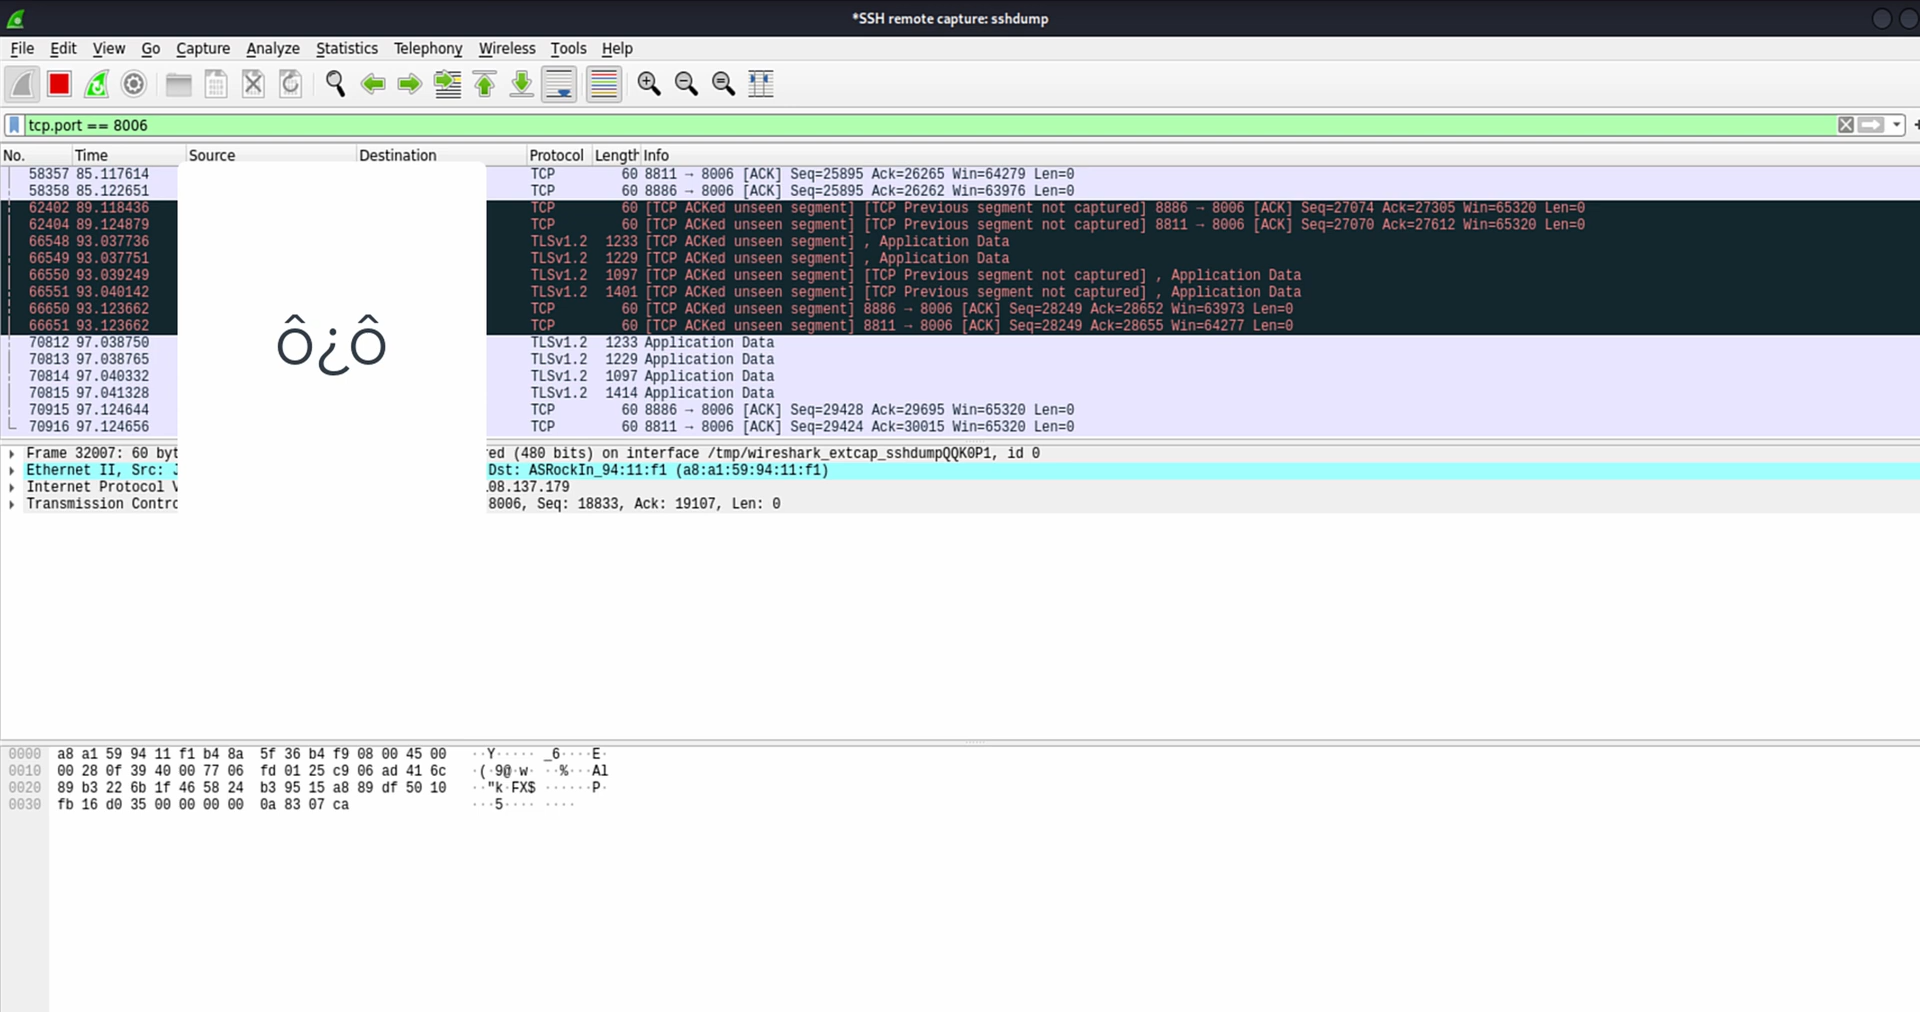 *SSH remote capture: sshdump
File Edit View Go Capture Analyze Statistics Telephony Wireless Tools Help
tcp.port == 8006
No. Time Source Destination Protocol Length Info
58357 85.117614 TCP 60 8811 → 8006 [ACK] Seq=25895 Ack=26265 Win=64279 Len=0
58358 85.122651 TCP 60 8886 → 8006 [ACK] Seq=25895 Ack=26262 Win=63976 Len=0
62402 89.118436 TCP 60 [TCP ACKed unseen segment] [TCP Previous segment not captured] 8886 → 8006 [ACK] Seq=27074 Ack=27305 Win=65320 Len=0
62404 89.124879 TCP 60 [TCP ACKed unseen segment] [TCP Previous segment not captured] 8811 → 8006 [ACK] Seq=27070 Ack=27612 Win=65320 Len=0
66548 93.037736 TLSv1.2 1233 [TCP ACKed unseen segment] , Application Data
66549 93.037751 TLSv1.2 1229 [TCP ACKed unseen segment] , Application Data
66550 93.039249 TLSv1.2 1097 [TCP ACKed unseen segment] [TCP Previous segment not captured] , Application Data
66551 93.040142 TLSv1.2 1401 [TCP ACKed unseen segment] [TCP Previous segment not captured] , Application Data
66650 93.123662 TCP 60 [TCP ACKed unseen segment] 8886 → 8006 [ACK] Seq=28249 Ack=28652 Win=63973 Len=0
66651 93.123662 TCP 60 [TCP ACKed unseen segment] 8811 → 8006 [ACK] Seq=28249 Ack=28655 Win=64277 Len=0
Ô¿Ô
70812 97.038750 TLSv1.2 1233 Application Data
70813 97.038765 TLSv1.2 1229 Application Data
70814 97.040332 TLSv1.2 1097 Application Data
70815 97.041328 TLSv1.2 1414 Application Data
70915 97.124644 TCP 60 8886 → 8006 [ACK] Seq=29428 Ack=29695 Win=65320 Len=0
70916 97.124656 TCP 60 8811 → 8006 [ACK] Seq=29424 Ack=30015 Win=65320 Len=0
Frame 32007: 60 byt ed (480 bits) on interface /tmp/wireshark_extcap_sshdumpQQK0P1, id 0
Ethernet II, Src: J Dst: ASRockIn_94:11:f1 (a8:a1:59:94:11:f1)
Internet Protocol V .08.137.179
Transmission Contro 8006, Seq: 18833, Ack: 19107, Len: 0
0000 a8 a1 59 94 11 f1 b4 8a 5f 36 b4 f9 08 00 45 00 ··Y····· _6····E·
0010 00 28 0f 39 40 00 77 06 fd 01 25 c9 06 ad 41 6c ·(·9@·w· ··%···Al
0020 89 b3 22 6b 1f 46 58 24 b3 95 15 a8 89 df 50 10 ··"k·FX$ ······P·
0030 fb 16 d0 35 00 00 00 00 0a 83 07 ca ···5···· ····